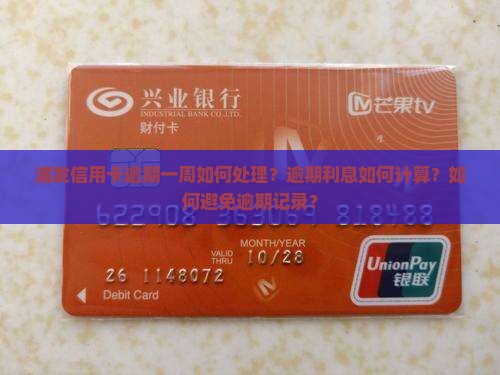 兴业银行
INDUSTRIAL BANK CO.,LTD.
财付卡
芒果tv
信用卡逾期一周如何处理？逾期利息如何计算？如
何避免逾期记录？
622908
818488
MONTH/YEAR
VALID
THRU
10/28
26 1148072
Debit Card
UnionPay
银联